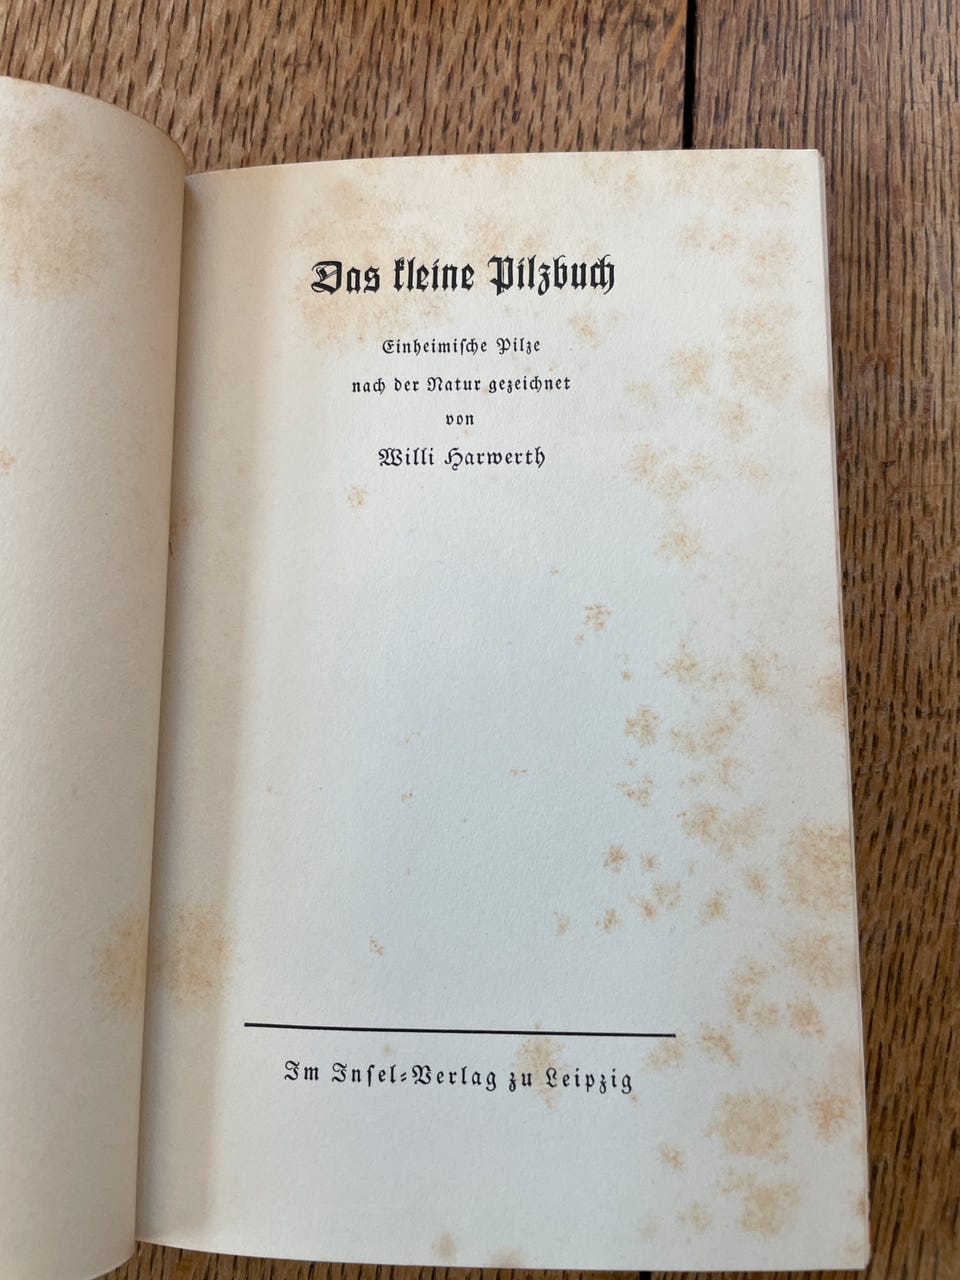 Das kleine Pilzbuch
Einheimiſche Pilze
nach der Natur gezeichnet
von
Willi Harwerth
Im Inſel-Verlag zu Leipzig